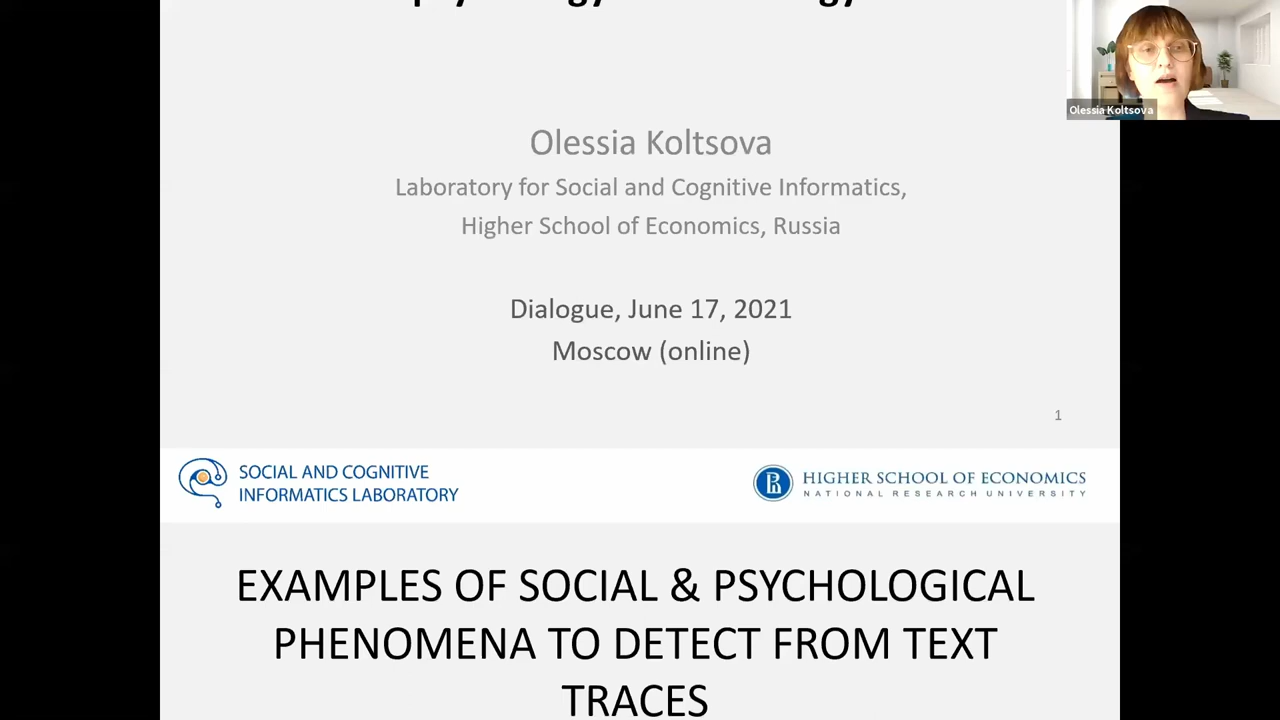 Olessia Koltsova
Olessia Koltsova
Laboratory for Social and Cognitive Informatics,
Higher School of Economics, Russia
Dialogue, June 17, 2021
Moscow (online)
1
SOCIAL AND COGNITIVE
INFORMATICS LABORATORY
HIGHER SCHOOL OF ECONOMICS
NATIONAL RESEARCH UNIVERSITY
EXAMPLES OF SOCIAL & PSYCHOLOGICAL
PHENOMENA TO DETECT FROM TEXT
TRACES